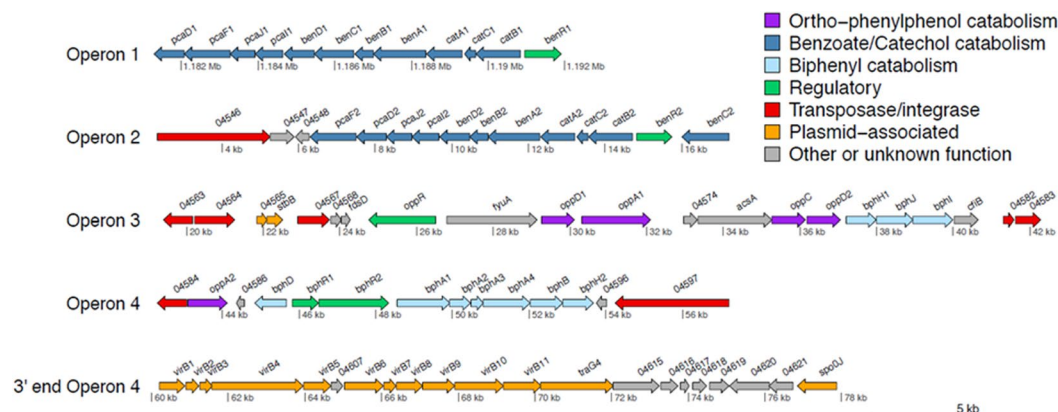 pcaD1 pcaF1 pcaJ1 pcaI1 benD1 benC1 benB1 benA1 catA1 catC1 catB1 benR1
Operon 1
1.182 Mb 1.184 Mb 1.186 Mb 1.188 Mb 1.19 Mb 1.192 Mb
Ortho-phenylphenol catabolism
Benzoate/Catechol catabolism
Biphenyl catabolism
Regulatory
Transposase/integrase
Plasmid-associated
Other or unknown function
04546 04547 04548 pcaF2 pcaD2 pcaJ2 pcaI2 benD2 benB2 benA2 catA2 catC2 catB2 benR2 benC2
Operon 2
4 kb 6 kb 8 kb 10 kb 12 kb 14 kb 16 kb
04563 04564 04565 stbB 04567 04568 fdsD oppR fyuA oppD1 oppA1 04574 acsA oppC oppD2 bphH1 bphJ bphI cfiB 04582 04583
Operon 3
20 kb 22 kb 24 kb 26 kb 28 kb 30 kb 32 kb 34 kb 36 kb 38 kb 40 kb 42 kb
04584 oppA2 04586 bphD bphR1 bphR2 bphA1 bphA2 bphA3 bphA4 bphB bphH2 04596 04597
Operon 4
44 kb 46 kb 48 kb 50 kb 52 kb 54 kb 56 kb
virB1 virB2 virB3 virB4 virB5 04607 virB6 virB7 virB8 virB9 virB10 virB11 traG4 04615 04616 04617 04618 04619 04620 04621 spo0J
3' end Operon 4
60 kb 62 kb 64 kb 66 kb 68 kb 70 kb 72 kb 74 kb 76 kb 78 kb
5 kb